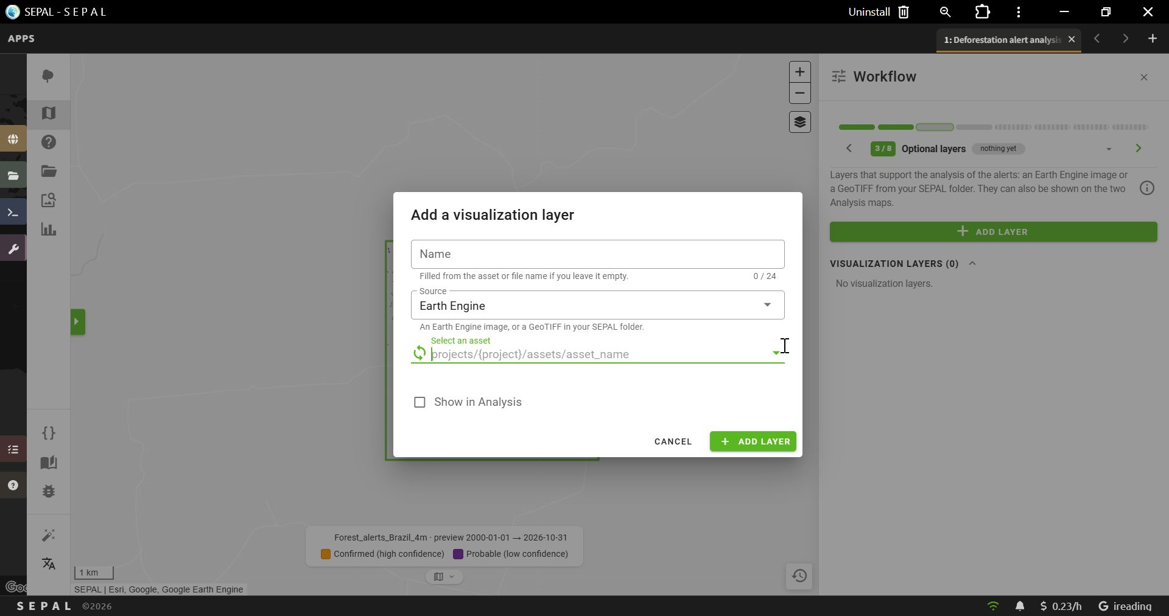 SEPAL - S E P A L
Uninstall
APPS
1: Deforestation alert analysis
Workflow
3 / 8 Optional layers nothing yet
Layers that support the analysis of the alerts: an Earth Engine image or
a GeoTIFF from your SEPAL folder. They can also be shown on the two
Analysis maps.
ADD LAYER
VISUALIZATION LAYERS (0)
No visualization layers.
Add a visualization layer
Name
Filled from the asset or file name if you leave it empty.
0 / 24
Source
Earth Engine
An Earth Engine image, or a GeoTIFF in your SEPAL folder.
Select an asset
projects/{project}/assets/asset_name
Show in Analysis
CANCEL
ADD LAYER
Forest_alerts_Brazil_4m · preview 2000-01-01 → 2026-10-31
Confirmed (high confidence) Probable (low confidence)
1 km
SEPAL | Esri, Google, Google Earth Engine
S E P A L ©2026
$ 0.23/h
ireading